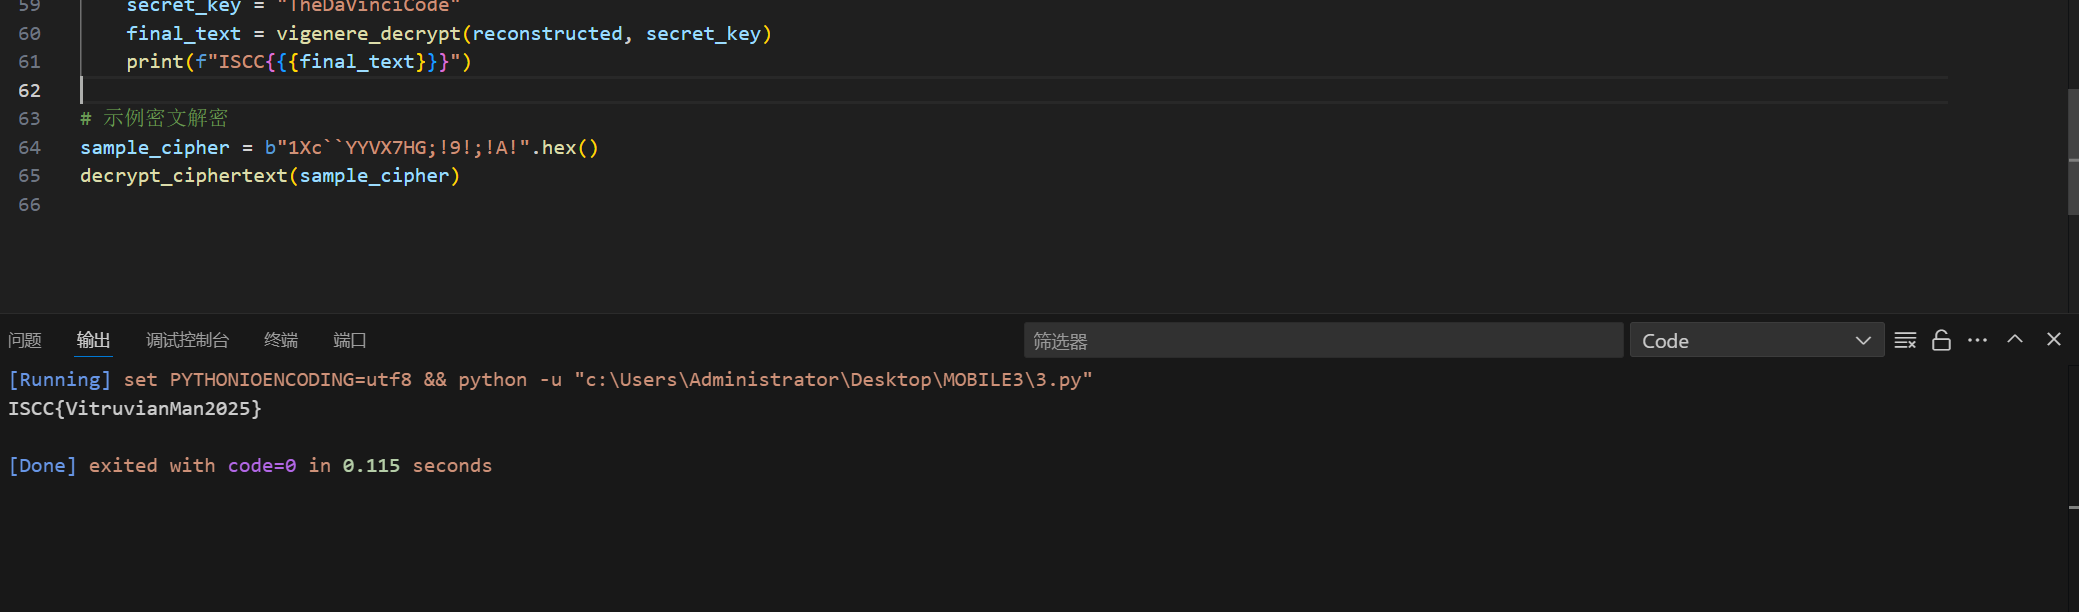 59 secret_key = "TheDaVinciCode"
60 final_text = vigenere_decrypt(reconstructed, secret_key)
61 print(f"ISCC{{{final_text}}}")
62
63 # 示例密文解密
64 sample_cipher = b"1Xc``YYVX7HG;!9!;!A!".hex()
65 decrypt_ciphertext(sample_cipher)
66
问题 输出 调试控制台 终端 端口 筛选器 Code
[Running] set PYTHONIOENCODING=utf8 && python -u "c:\Users\Administrator\Desktop\MOBILE3\3.py"
ISCC{VitruvianMan2025}
[Done] exited with code=0 in 0.115 seconds